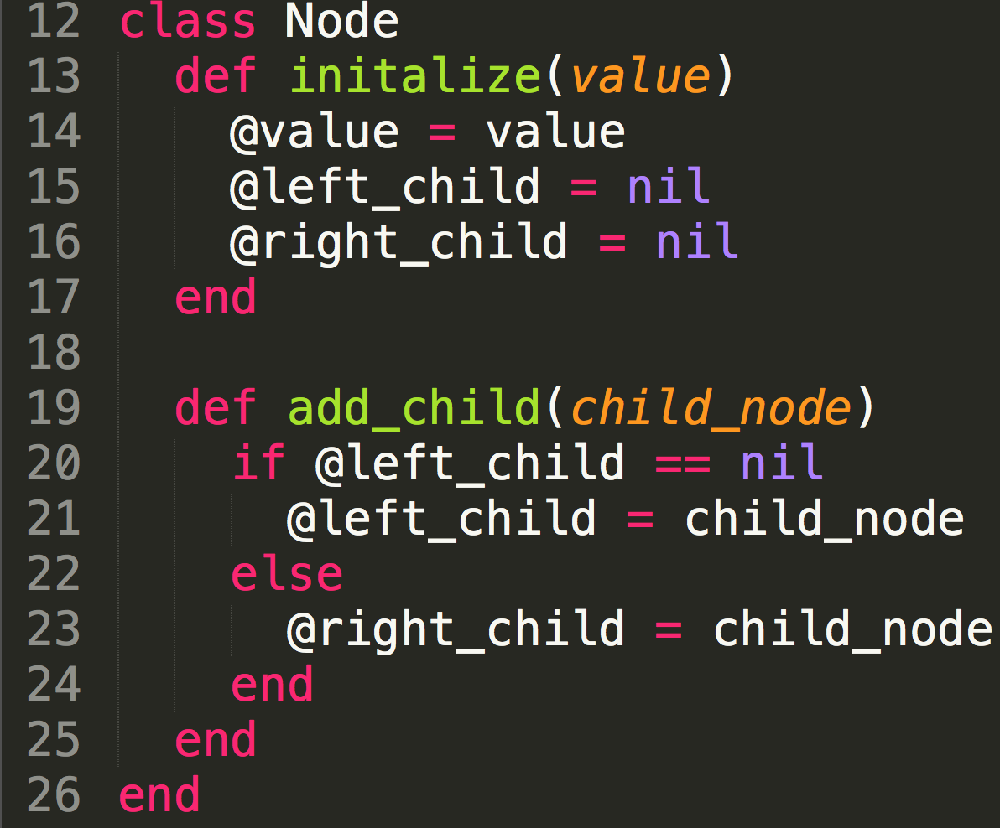 12 class Node
13   def initalize(value)
14     @value = value
15     @left_child = nil
16     @right_child = nil
17   end
18
19   def add_child(child_node)
20     if @left_child == nil
21       @left_child = child_node
22     else
23       @right_child = child_node
24     end
25   end
26 end